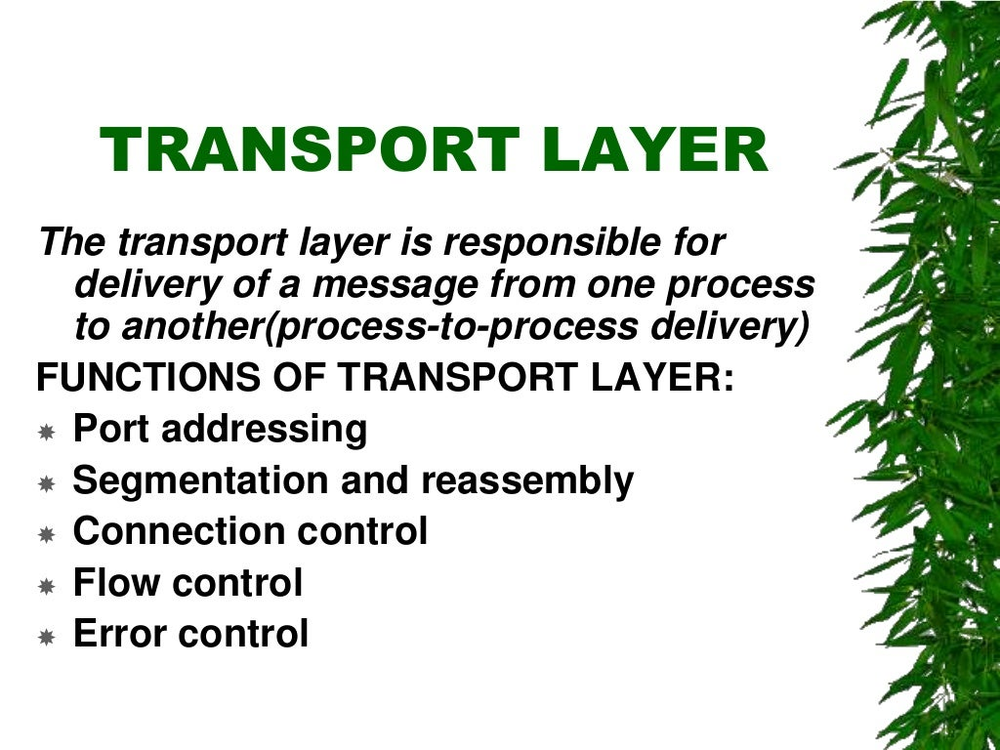 TRANSPORT LAYER
The transport layer is responsible for
delivery of a message from one process
to another(process-to-process delivery)
FUNCTIONS OF TRANSPORT LAYER:
Port addressing
Segmentation and reassembly
Connection control
Flow control
Error control